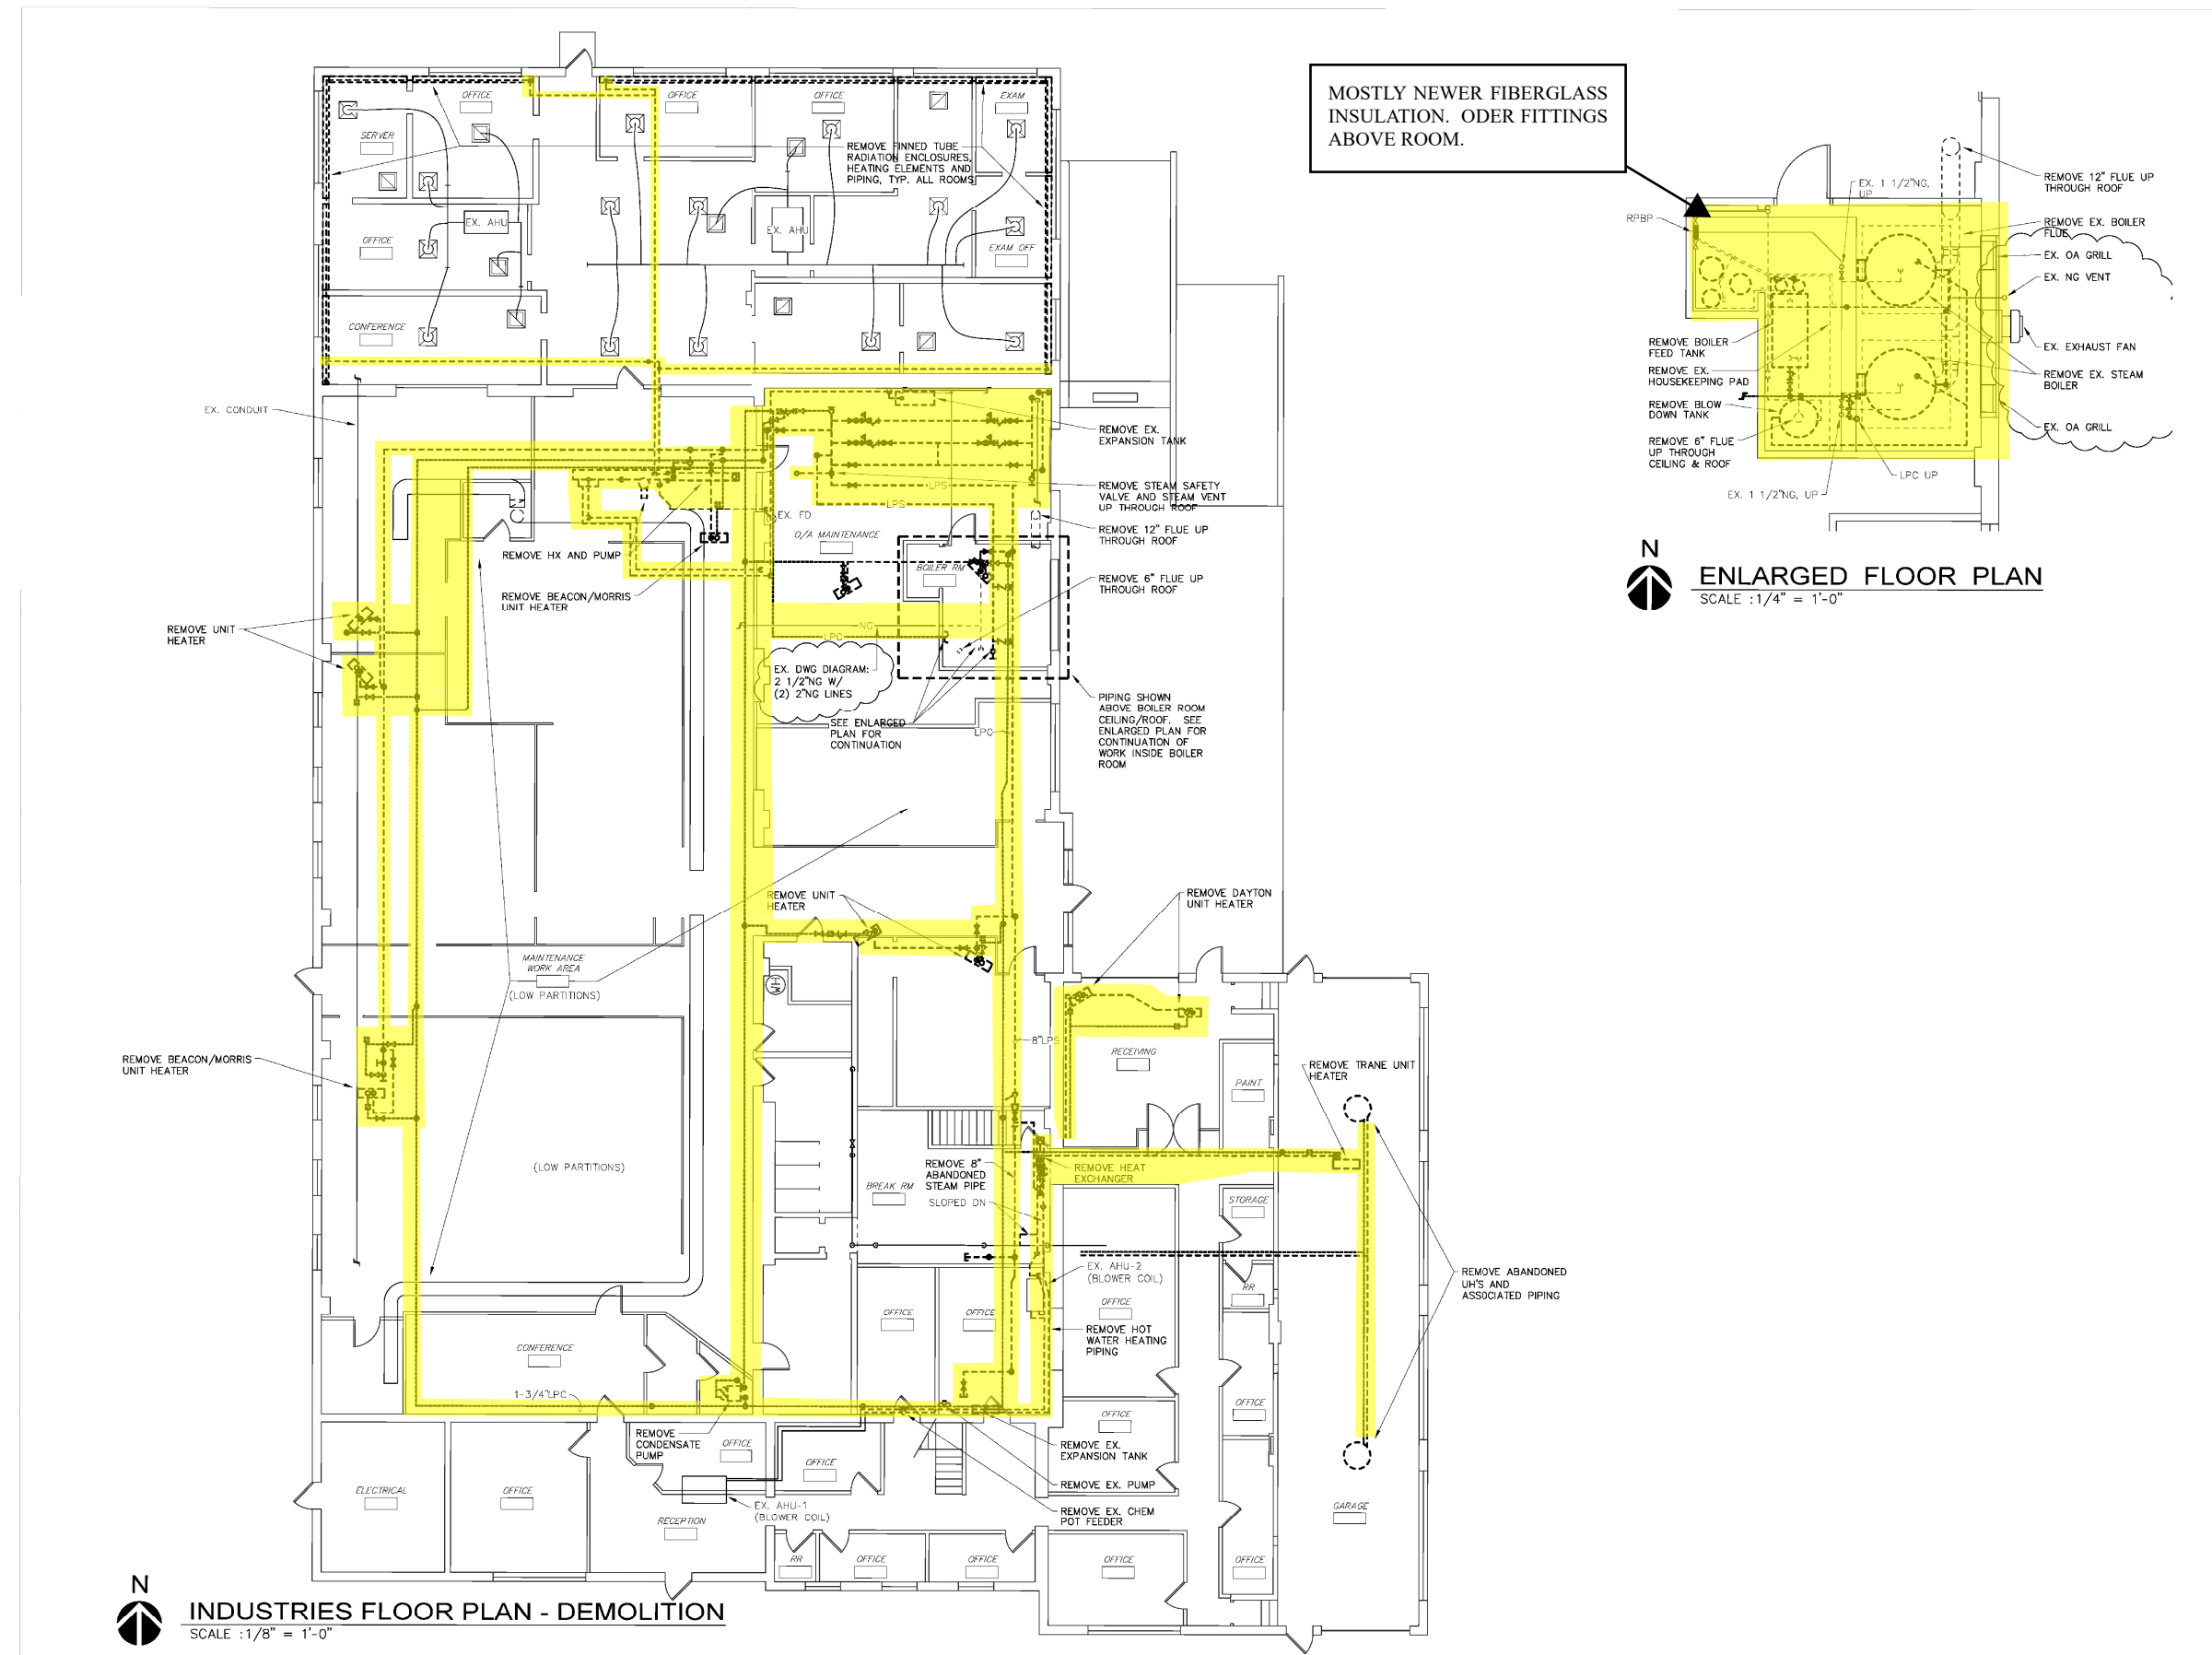 OFFICE
OFFICE
OFFICE
EXAM
SERVER
REMOVE FINNED TUBE
RADIATION ENCLOSURES,
HEATING ELEMENTS AND
PIPING, TYP. ALL ROOMS
EX. AHU
EX. AHU
OFFICE
EXAM OFF
CONFERENCE
MOSTLY NEWER FIBERGLASS
INSULATION.  ODER FITTINGS
ABOVE ROOM.
EX. 1 1/2"NG,
UP
REMOVE 12" FLUE UP
THROUGH ROOF
RPBP
REMOVE EX. BOILER
FLUE
EX. OA GRILL
EX. NG VENT
REMOVE BOILER
FEED TANK
EX. EXHAUST FAN
REMOVE EX.
HOUSEKEEPING PAD
REMOVE EX. STEAM
BOILER
REMOVE BLOW
DOWN TANK
EX. OA GRILL
REMOVE 6" FLUE
UP THROUGH
CEILING & ROOF
LPC UP
EX. 1 1/2"NG, UP
N
ENLARGED FLOOR PLAN
SCALE :1/4" = 1'-0"
EX. CONDUIT
REMOVE EX.
EXPANSION TANK
LPS
REMOVE STEAM SAFETY
VALVE AND STEAM VENT
UP THROUGH ROOF
LPS
EX. FD
O/A MAINTENANCE
REMOVE 12" FLUE UP
THROUGH ROOF
REMOVE HX AND PUMP
BOILER RM
REMOVE 6" FLUE UP
THROUGH ROOF
REMOVE BEACON/MORRIS
UNIT HEATER
REMOVE UNIT
HEATER
NG
LPC
EX. DWG DIAGRAM:
2 1/2"NG W/
(2) 2"NG LINES
PIPING SHOWN
ABOVE BOILER ROOM
CEILING/ROOF.  SEE
ENLARGED PLAN FOR
CONTINUATION OF
WORK INSIDE BOILER
ROOM
SEE ENLARGED
PLAN FOR
CONTINUATION
LPC
REMOVE UNIT
HEATER
REMOVE DAYTON
UNIT HEATER
MAINTENANCE
WORK AREA
(LOW PARTITIONS)
HW
8"LPS
RECEIVING
REMOVE BEACON/MORRIS
UNIT HEATER
REMOVE TRANE UNIT
HEATER
PAINT
(LOW PARTITIONS)
REMOVE 8"
ABANDONED
STEAM PIPE
REMOVE HEAT
EXCHANGER
BREAK RM
SLOPED DN
STORAGE
EX. AHU-2
(BLOWER COIL)
REMOVE ABANDONED
UH'S AND
ASSOCIATED PIPING
RR
OFFICE
OFFICE
OFFICE
REMOVE HOT
WATER HEATING
PIPING
CONFERENCE
1-3/4"LPC
OFFICE
OFFICE
REMOVE
CONDENSATE
PUMP
OFFICE
REMOVE EX.
EXPANSION TANK
OFFICE
REMOVE EX. PUMP
ELECTRICAL
OFFICE
EX. AHU-1
(BLOWER COIL)
REMOVE EX. CHEM
POT FEEDER
GARAGE
RECEPTION
RR
OFFICE
OFFICE
OFFICE
OFFICE
N
INDUSTRIES FLOOR PLAN - DEMOLITION
SCALE :1/8" = 1'-0"